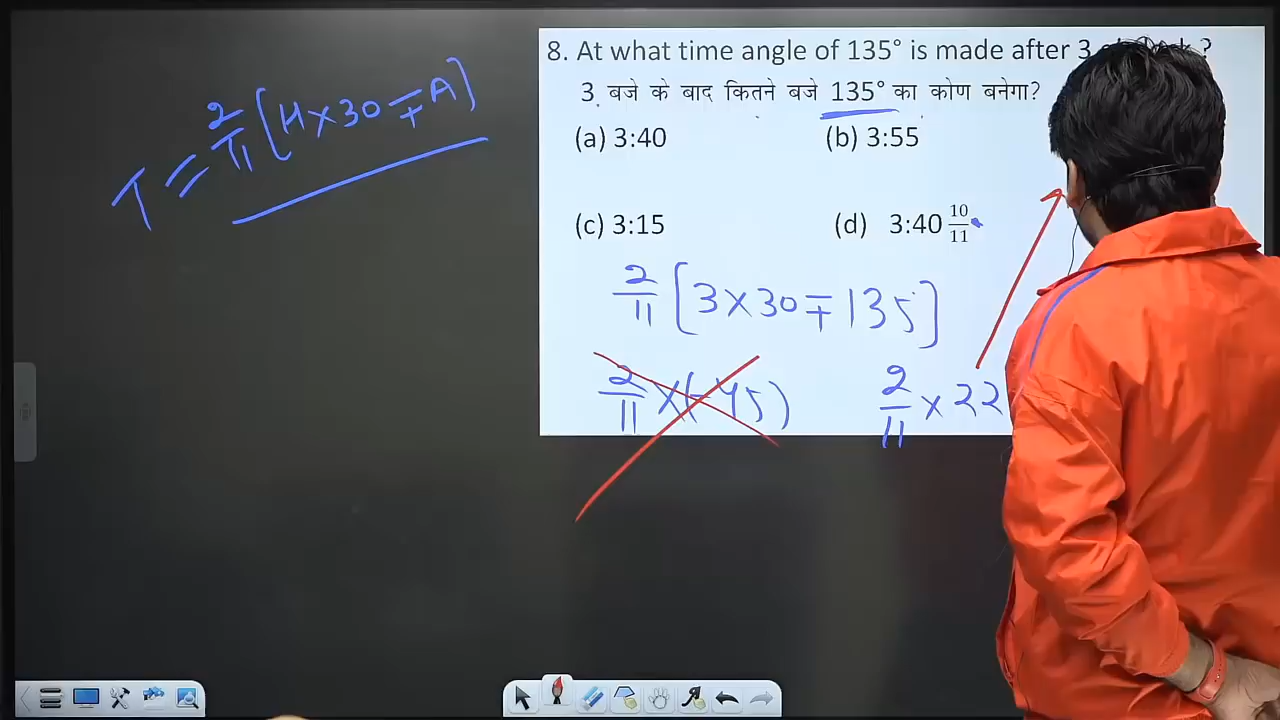 T = 2/11 [H×30 ∓ A]
8. At what time angle of 135° is made after 3 ?
3 बजे के बाद कितने बजे 135° का कोण बनेगा?
(a) 3:40 (b) 3:55
(c) 3:15 (d) 3:40 10/11
2/11 [3×30 ∓ 135]
2/11 ×(-45) 2/11 × 22